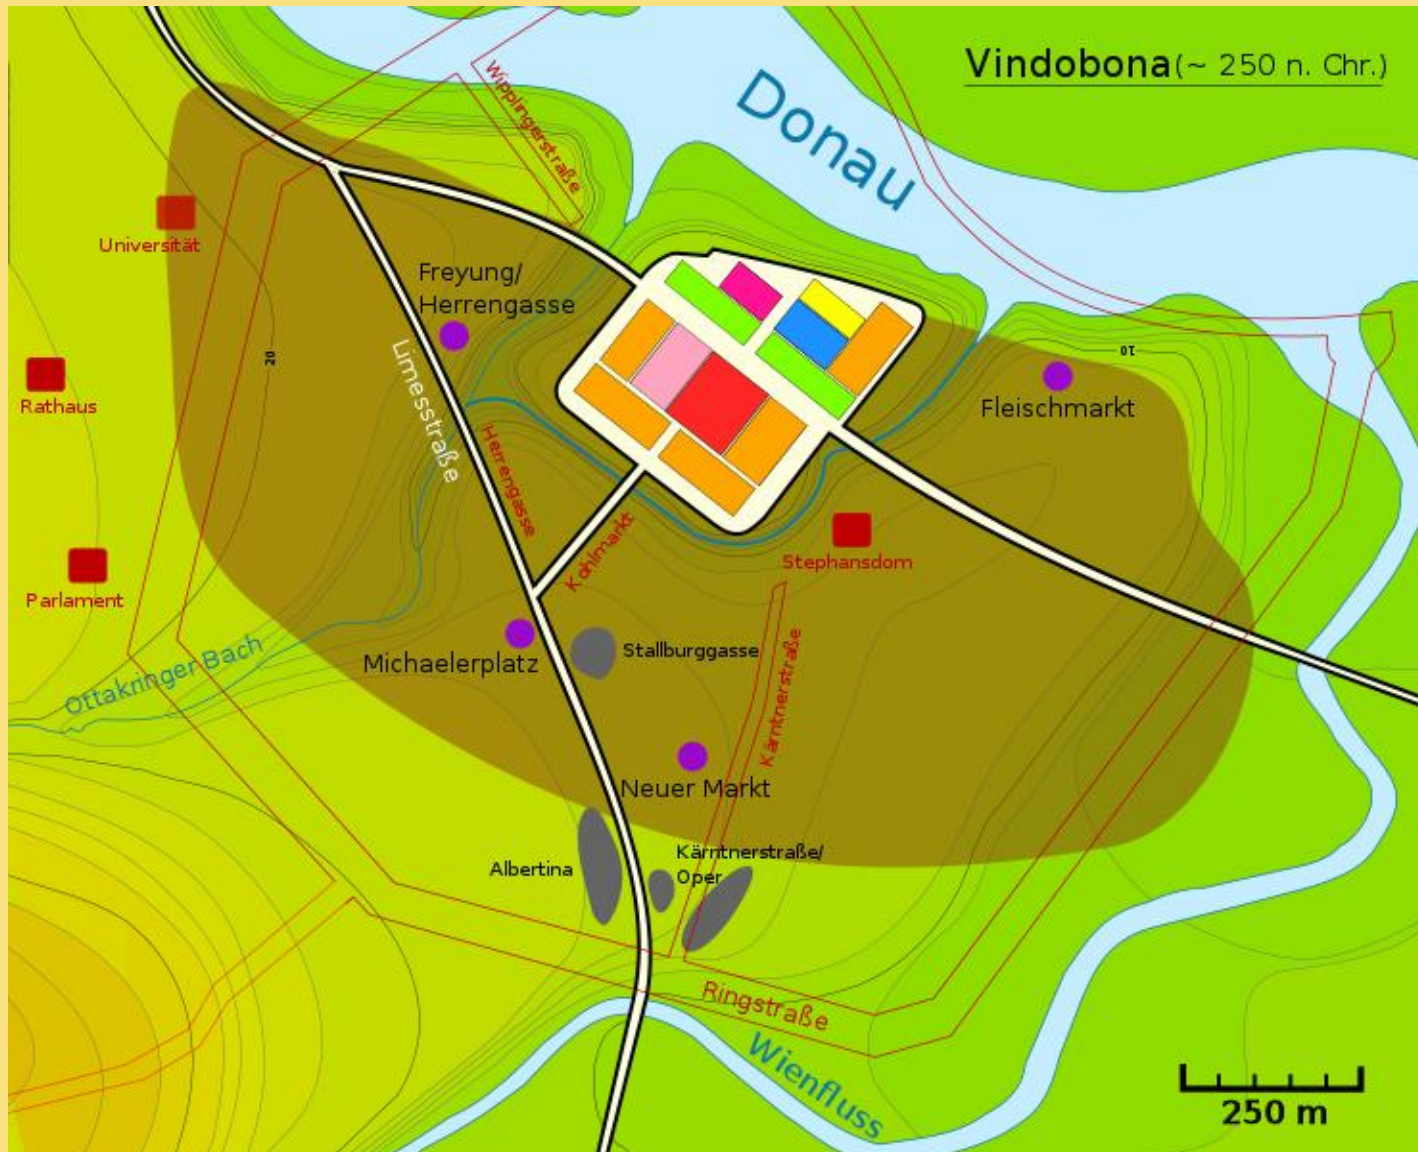 Vindobona(~ 250 n. Chr.)
Donau
Wipplingerstraße
Universität
Freyung/
Herrengasse
20
10
Limesstraße
Rathaus
Fleischmarkt
Herrengasse
Kohlmarkt
Stephansdom
Parlament
Ottakringer Bach
Michaelerplatz
Stallburggasse
Kärntnerstraße
Neuer Markt
Albertina
Kärntnerstraße/
Oper
Ringstraße
Wienfluss
250 m